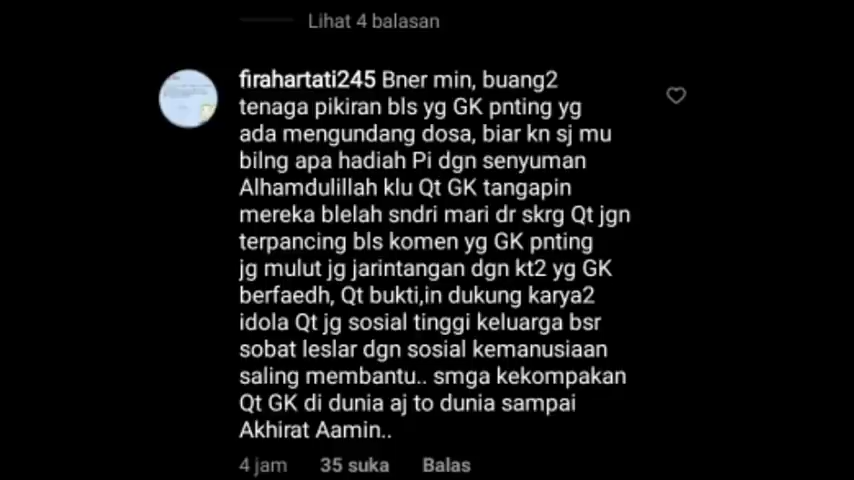 Lihat 4 balasan
firahartati245 Bner min, buang2
tenaga pikiran bls yg GK pnting yg
ada mengundang dosa, biar kn sj mu
bilng apa hadiah Pi dgn senyuman
Alhamdulillah klu Qt GK tangapin
mereka blelah sndri mari dr skrg Qt jgn
terpancing bls komen yg GK pnting
jg mulut jg jarintangan dgn kt2 yg GK
berfaedh, Qt bukti,in dukung karya2
idola Qt jg sosial tinggi keluarga bsr
sobat leslar dgn sosial kemanusiaan
saling membantu.. smga kekompakan
Qt GK di dunia aj to dunia sampai
Akhirat Aamin..
4 jam 35 suka Balas